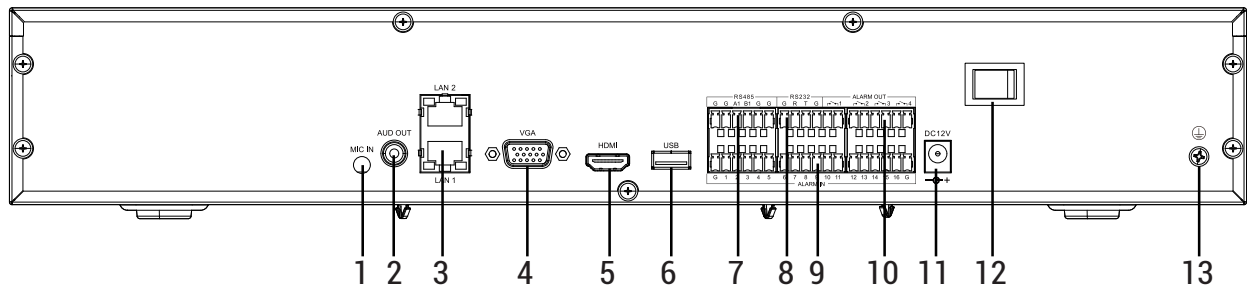 LAN 2
AUD OUT
MIC IN
LAN 1
VGA
HDMI
USB
RS485 RS232 ALARM OUT
G G A1 B1 G G G R T G 1 2 3 4
G 1 2 3 4 5 6 7 8 9 10 11 12 13 14 15 16 G
ALARM IN
DC12V
+
1 2 3 4 5 6 7 8 9 10 11 12 13